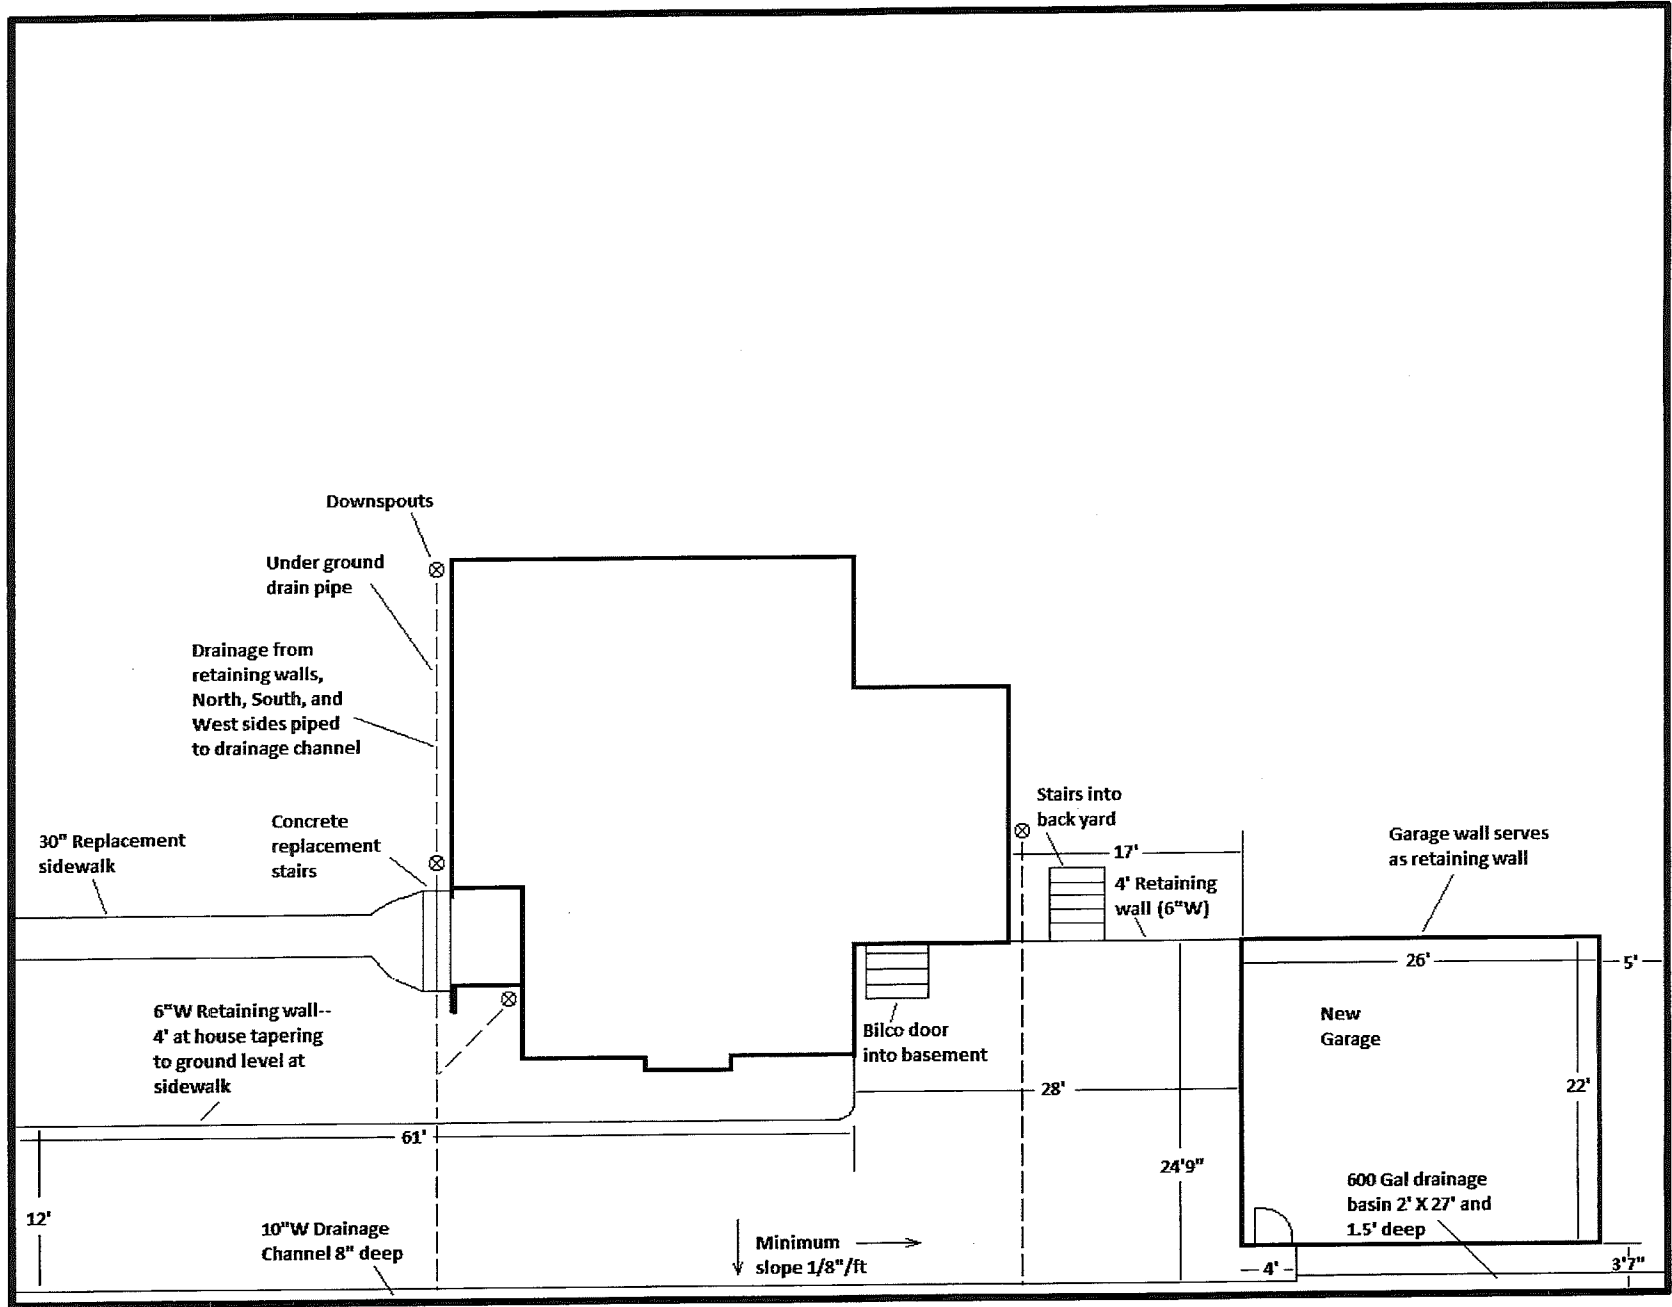 Downspouts
Under ground
drain pipe
Drainage from
retaining walls,
North, South, and
West sides piped
to drainage channel
Concrete
replacement
stairs
30" Replacement
sidewalk
Stairs into
back yard
17'
4' Retaining
wall (6"W)
Garage wall serves
as retaining wall
26'
5'
New
Garage
22'
6"W Retaining wall--
4' at house tapering
to ground level at
sidewalk
Bilco door
into basement
28'
61'
24'9"
12'
10"W Drainage
Channel 8" deep
Minimum
slope 1/8"/ft
600 Gal drainage
basin 2' X 27' and
1.5' deep
4'
3'7"